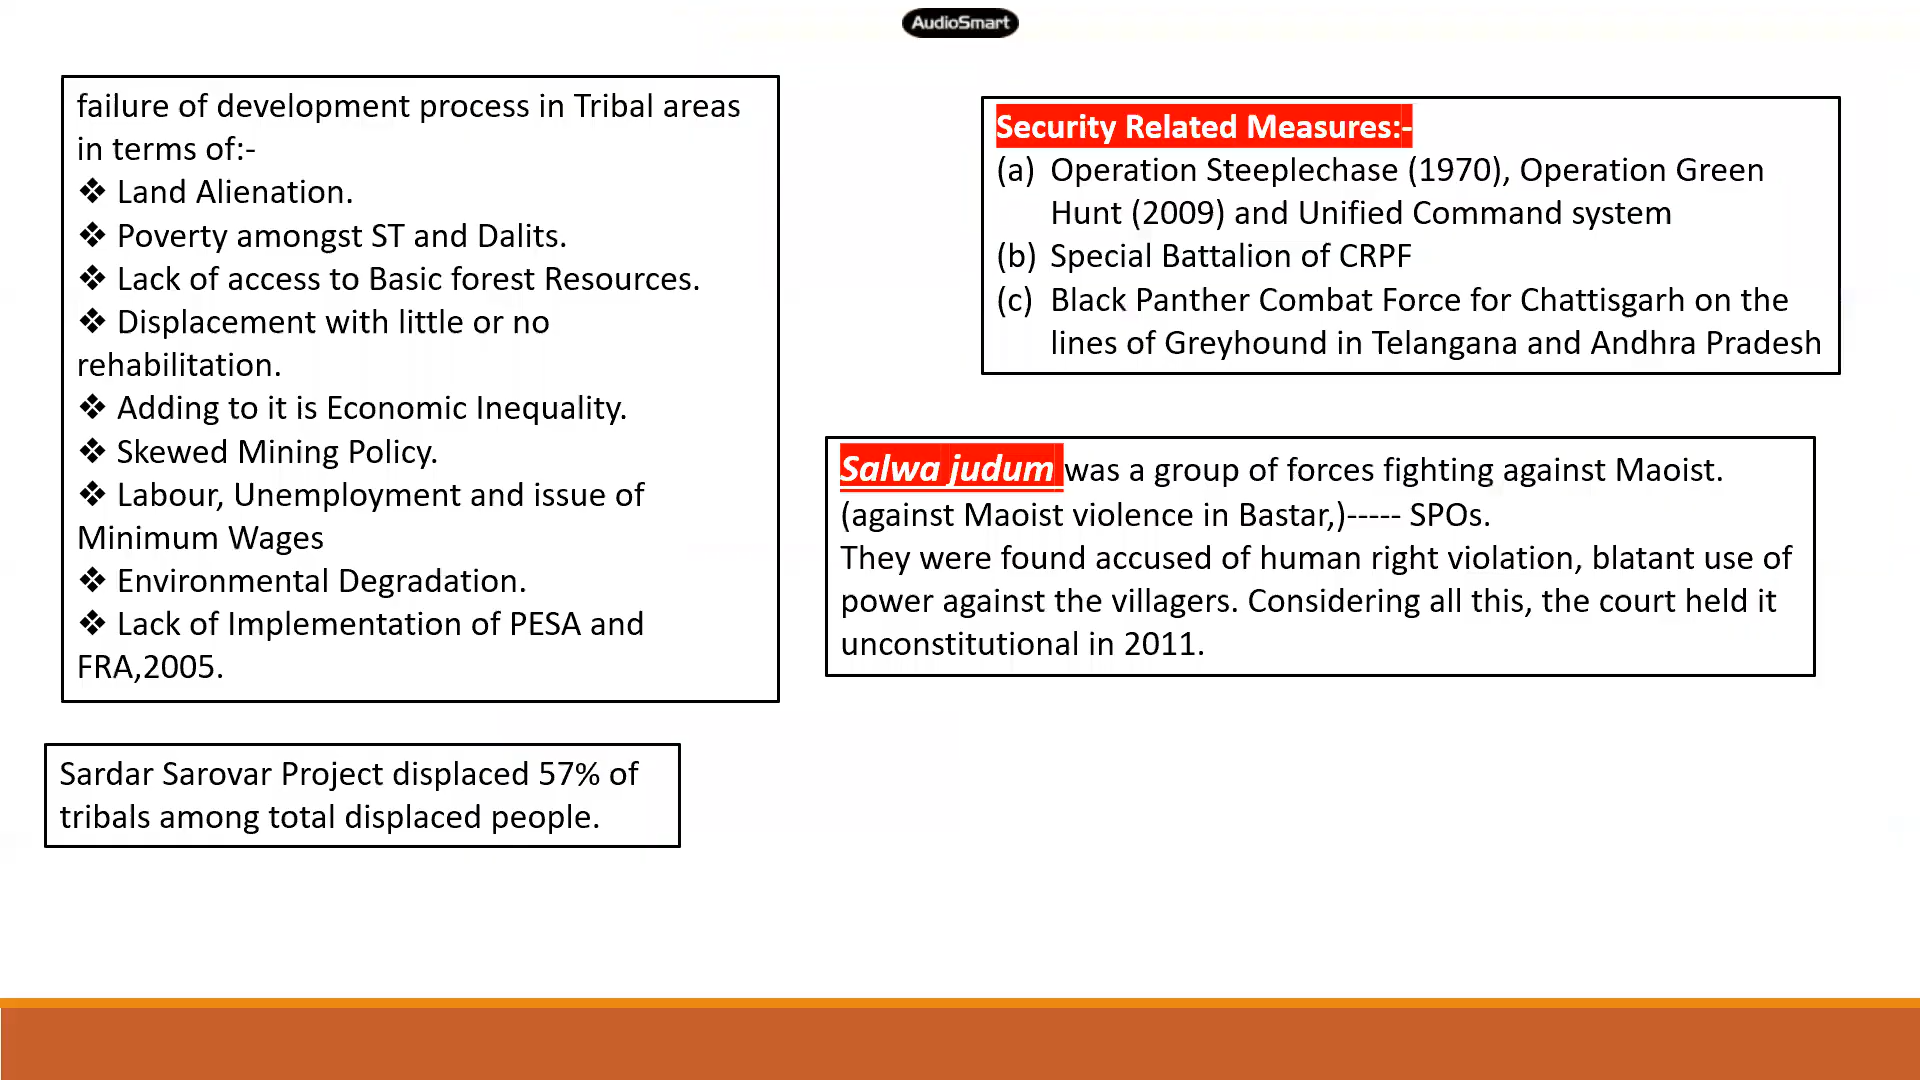 AudioSmart
failure of development process in Tribal areas
in terms of:-
❖ Land Alienation.
❖ Poverty amongst ST and Dalits.
❖ Lack of access to Basic forest Resources.
❖ Displacement with little or no
rehabilitation.
❖ Adding to it is Economic Inequality.
❖ Skewed Mining Policy.
❖ Labour, Unemployment and issue of
Minimum Wages
❖ Environmental Degradation.
❖ Lack of Implementation of PESA and
FRA,2005.
Sardar Sarovar Project displaced 57% of
tribals among total displaced people.
Security Related Measures:-
(a) Operation Steeplechase (1970), Operation Green
Hunt (2009) and Unified Command system
(b) Special Battalion of CRPF
(c) Black Panther Combat Force for Chattisgarh on the
lines of Greyhound in Telangana and Andhra Pradesh
Salwa judum was a group of forces fighting against Maoist.
(against Maoist violence in Bastar,)----- SPOs.
They were found accused of human right violation, blatant use of
power against the villagers. Considering all this, the court held it
unconstitutional in 2011.